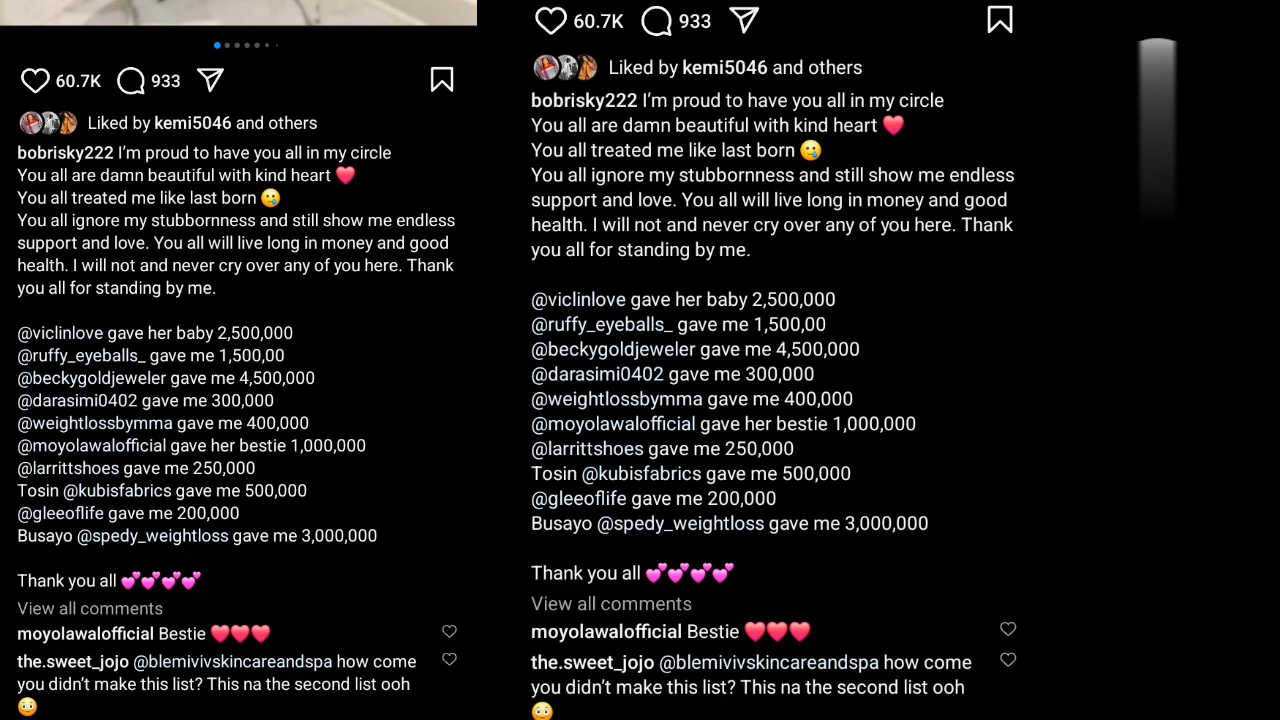 60.7K 933
Liked by kemi5046 and others
bobrisky222 I'm proud to have you all in my circle
You all are damn beautiful with kind heart ❤️
You all treated me like last born 🥲
You all ignore my stubbornness and still show me endless
support and love. You all will live long in money and good
health. I will not and never cry over any of you here. Thank
you all for standing by me.
@viclinlove gave her baby 2,500,000
@ruffy_eyeballs_ gave me 1,500,00
@beckygoldjeweler gave me 4,500,000
@darasimi0402 gave me 300,000
@weightlossbymma gave me 400,000
@moyolawalofficial gave her bestie 1,000,000
@larrittshoes gave me 250,000
Tosin @kubisfabrics gave me 500,000
@gleeoflife gave me 200,000
Busayo @spedy_weightloss gave me 3,000,000
Thank you all 💕💕💕💕
View all comments
moyolawalofficial Bestie ❤️❤️❤️
the.sweet_jojo @blemivivskincareandspa how come
you didn't make this list? This na the second list ooh
😳
60.7K 933
Liked by kemi5046 and others
bobrisky222 I'm proud to have you all in my circle
You all are damn beautiful with kind heart ❤️
You all treated me like last born 🥲
You all ignore my stubbornness and still show me endless
support and love. You all will live long in money and good
health. I will not and never cry over any of you here. Thank
you all for standing by me.
@viclinlove gave her baby 2,500,000
@ruffy_eyeballs_ gave me 1,500,00
@beckygoldjeweler gave me 4,500,000
@darasimi0402 gave me 300,000
@weightlossbymma gave me 400,000
@moyolawalofficial gave her bestie 1,000,000
@larrittshoes gave me 250,000
Tosin @kubisfabrics gave me 500,000
@gleeoflife gave me 200,000
Busayo @spedy_weightloss gave me 3,000,000
Thank you all 💕💕💕💕
View all comments
moyolawalofficial Bestie ❤️❤️❤️
the.sweet_jojo @blemivivskincareandspa how come
you didn't make this list? This na the second list ooh
😳